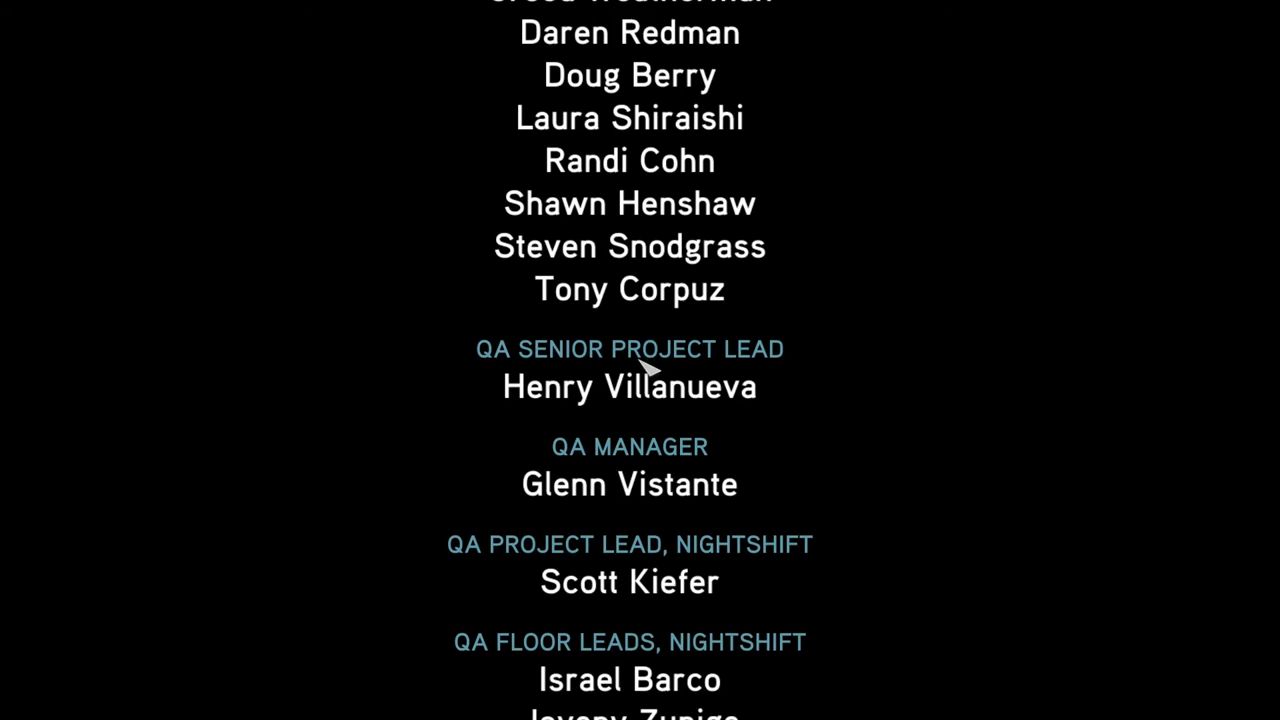 Daren Redman
Doug Berry
Laura Shiraishi
Randi Cohn
Shawn Henshaw
Steven Snodgrass
Tony Corpuz
QA SENIOR PROJECT LEAD
Henry Villanueva
QA MANAGER
Glenn Vistante
QA PROJECT LEAD, NIGHTSHIFT
Scott Kiefer
QA FLOOR LEADS, NIGHTSHIFT
Israel Barco